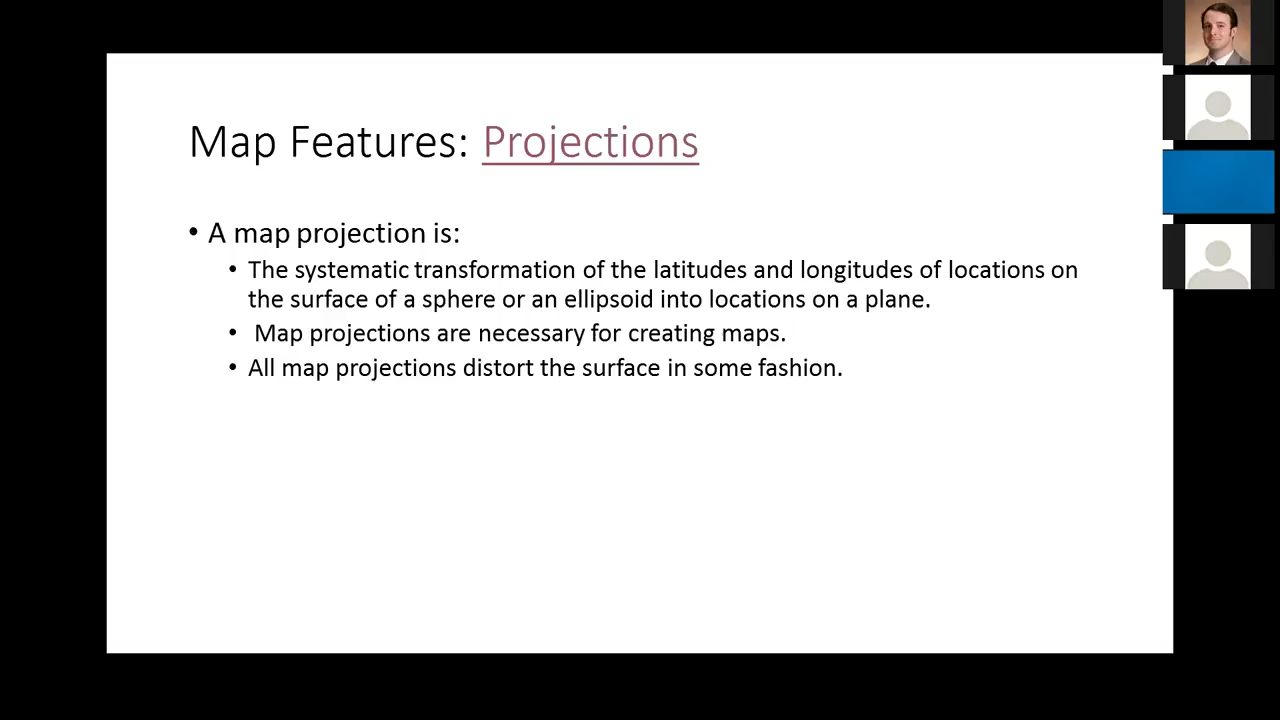 Map Features: Projections
• A map projection is:
• The systematic transformation of the latitudes and longitudes of locations on
the surface of a sphere or an ellipsoid into locations on a plane.
• Map projections are necessary for creating maps.
• All map projections distort the surface in some fashion.